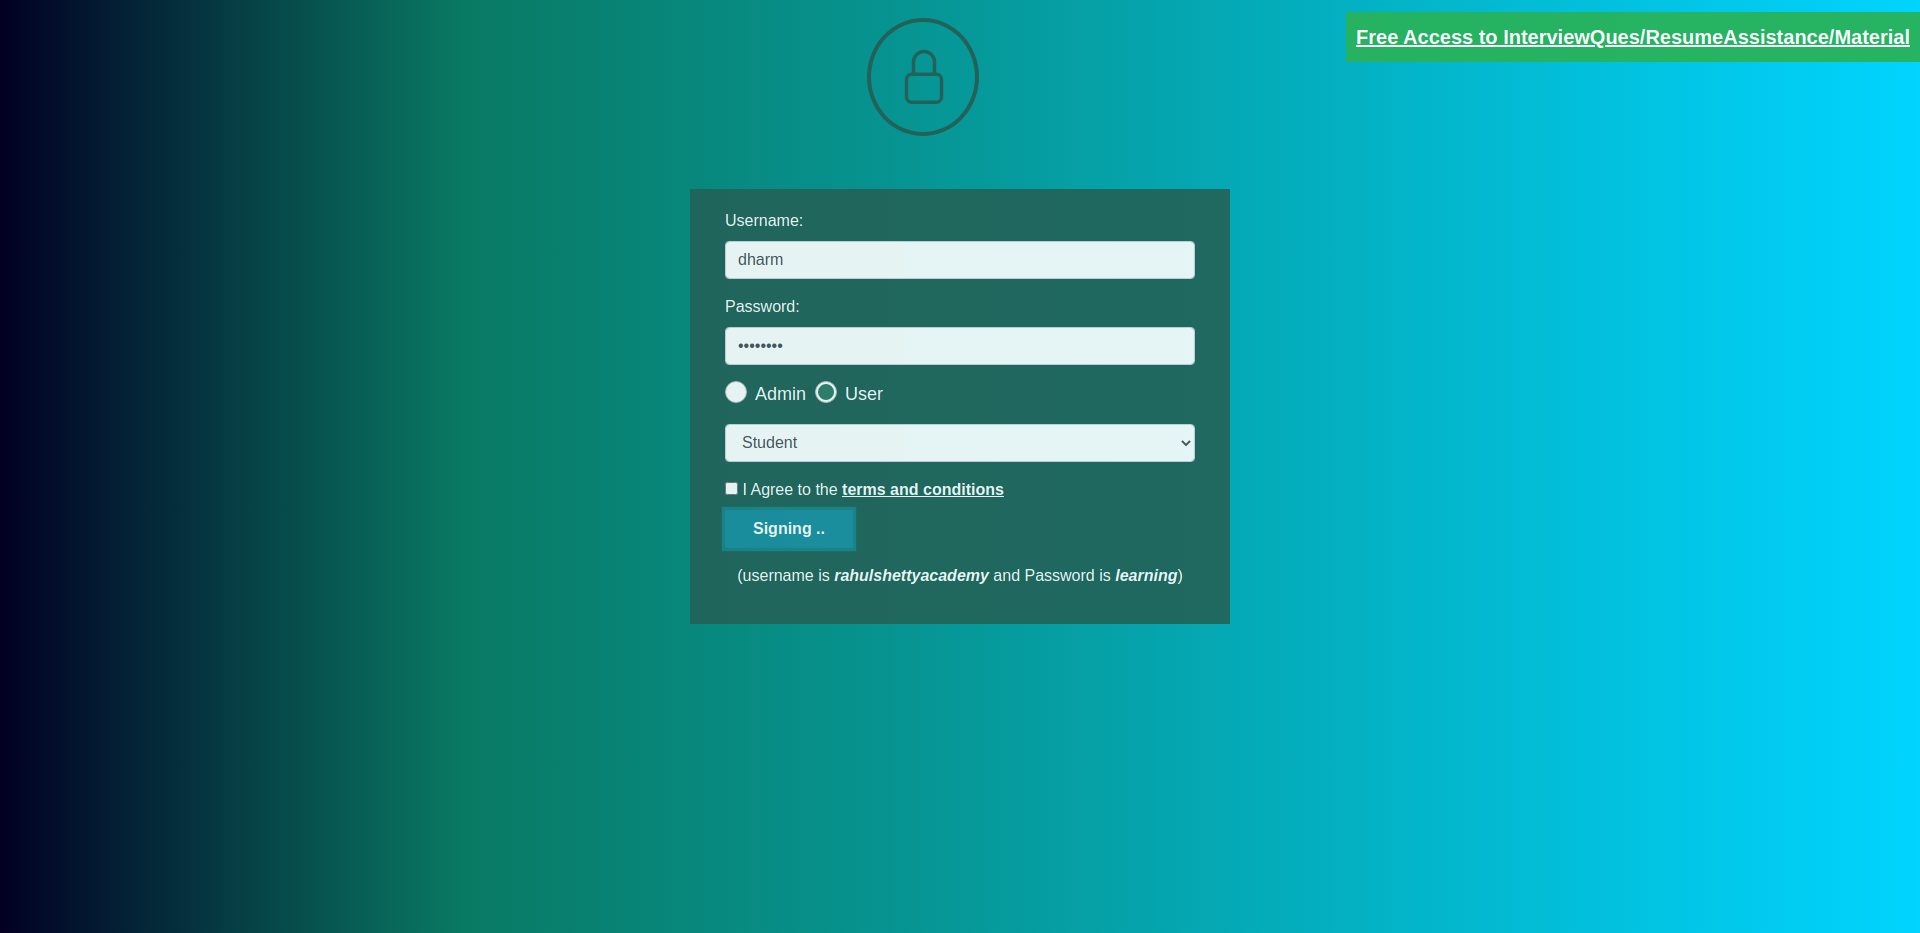 Free Access to InterviewQues/ResumeAssistance/Material
Username:
dharm
Password:
••••••••
Admin User
Student
I Agree to the terms and conditions
Signing ..
(username is rahulshettyacademy and Password is learning)